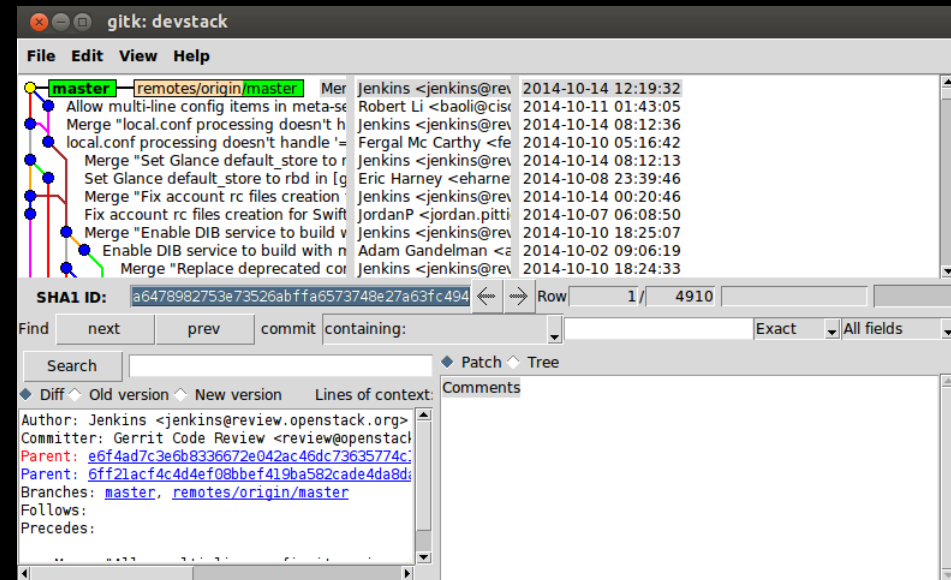 gitk: devstack
File Edit View Help
master remotes/origin/master Mer Jenkins <jenkins@rev 2014-10-14 12:19:32
Allow multi-line config items in meta-se Robert Li <baoli@cisc 2014-10-11 01:43:05
Merge "local.conf processing doesn't h Jenkins <jenkins@rev 2014-10-14 08:12:36
local.conf processing doesn't handle '= Fergal Mc Carthy <fe 2014-10-10 05:16:42
Merge "Set Glance default_store to r Jenkins <jenkins@rev 2014-10-14 08:12:13
Set Glance default_store to rbd in [g Eric Harney <eharne 2014-10-08 23:39:46
Merge "Fix account rc files creation Jenkins <jenkins@rev 2014-10-14 00:20:46
Fix account rc files creation for Swift JordanP <jordan.pitti 2014-10-07 06:08:50
Merge "Enable DIB service to build v Jenkins <jenkins@rev 2014-10-10 18:25:07
Enable DIB service to build with m Adam Gandelman <a 2014-10-02 09:06:19
Merge "Replace deprecated cor Jenkins <jenkins@rev 2014-10-10 18:24:33
SHA1 ID: a6478982753e73526abffa6573748e27a63fc494 Row 1/ 4910
Find next prev commit containing: Exact All fields
Search Patch Tree
Diff Old version New version Lines of context: Comments
Author: Jenkins <jenkins@review.openstack.org>
Committer: Gerrit Code Review <review@openstack
Parent: e6f4ad7c3e6b8336672e042ac46dc73635774c
Parent: 6ff21acf4c4d4ef08bbef419ba582cade4da8da
Branches: master, remotes/origin/master
Follows:
Precedes: